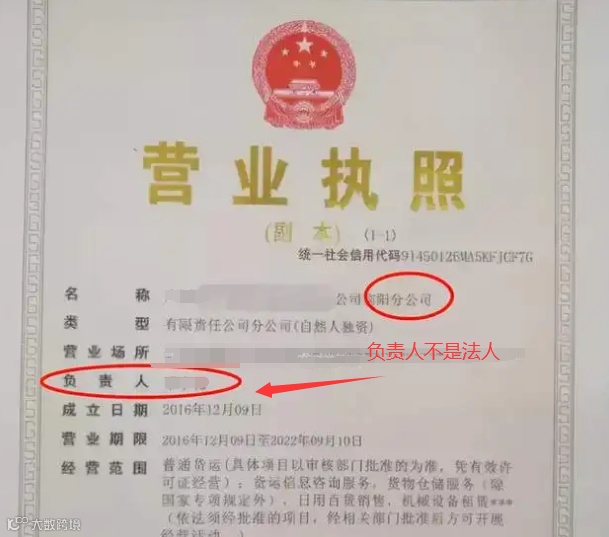 营业执照
(副 本) (1-1)
统一社会信用代码91450126MA5KFJCF7G
名 称 公司宾阳分公司
类 型 有限责任公司分公司(自然人独资)
营业场所
负责人不是法人
负 责 人
成立日期 2016年12月09日
营业期限 2016年12月09日至2022年09月10日
经营范围 普通货运(具体项目以审核部门批准的为准,凭有效许
可证经营);货运信息咨询服务,货物仓储服务(除
国家专项规定外),日用百货销售,机械设备租赁***
(依法须经批准的项目,经相关部门批准后方可开展
经营活动。)
大数跨境